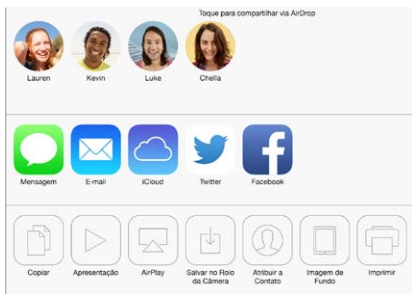 Toque para compartilhar via AirDrop
Lauren
Kevin
Luke
Chella
Mensagem
E-mail
iCloud
Twitter
Facebook
Copiar
Apresentação
AirPlay
Salvar no Rolo
da Câmera
Atribuir a
Contato
Imagem de
Fundo
Imprimir